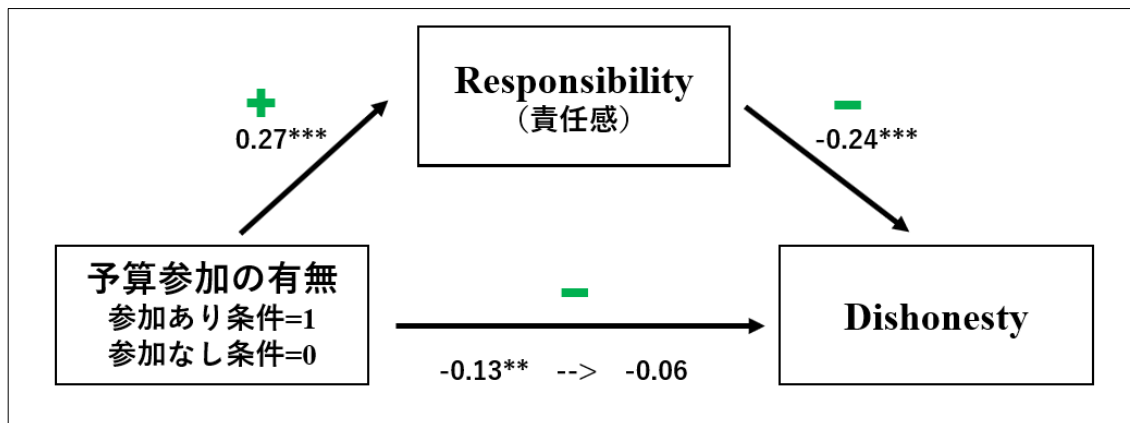 Responsibility
（責任感）
+
0.27***
-
-0.24***
予算参加の有無
参加あり条件=1
参加なし条件=0
-
-0.13** --> -0.06
Dishonesty